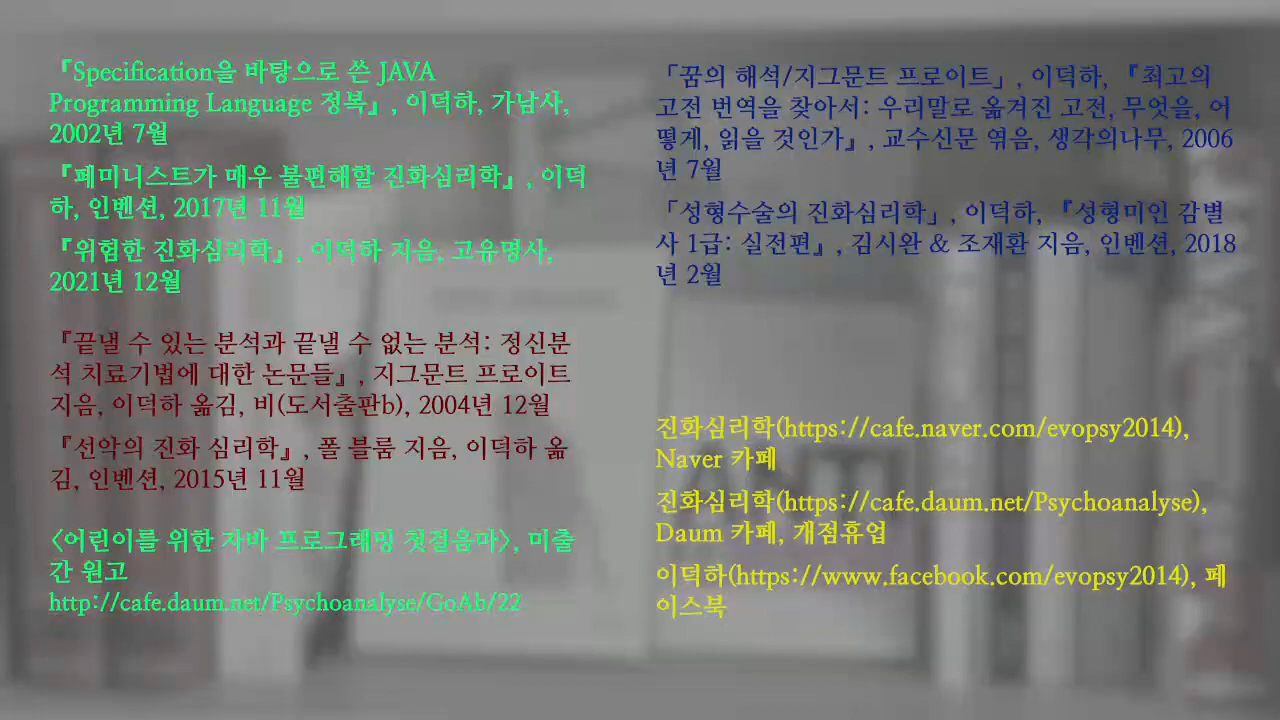 『Specification을 바탕으로 쓴 JAVA
Programming Language 정복』, 이덕하, 가남사,
2002년 7월
『페미니스트가 매우 불편해할 진화심리학』, 이덕
하, 인벤션, 2017년 11월
『위험한 진화심리학』, 이덕하 지음, 고유명사,
2021년 12월
『끝낼 수 있는 분석과 끝낼 수 없는 분석: 정신분
석 치료기법에 대한 논문들』, 지그문트 프로이트
지음, 이덕하 옮김, 비(도서출판b), 2004년 12월
『선악의 진화 심리학』, 폴 블룸 지음, 이덕하 옮
김, 인벤션, 2015년 11월
〈어린이를 위한 자바 프로그래밍 첫걸음마〉, 미출
간 원고
http://cafe.daum.net/Psychoanalyse/GoAb/22
「꿈의 해석/지그문트 프로이트」, 이덕하, 『최고의
고전 번역을 찾아서: 우리말로 옮겨진 고전, 무엇을, 어
떻게, 읽을 것인가』, 교수신문 엮음, 생각의나무, 2006
년 7월
「성형수술의 진화심리학」, 이덕하, 『성형미인 감별
사 1급: 실전편』, 김시완 & 조재환 지음, 인벤션, 2018
년 2월
진화심리학(https://cafe.naver.com/evopsy2014),
Naver 카페
진화심리학(https://cafe.daum.net/Psychoanalyse),
Daum 카페, 개점휴업
이덕하(https://www.facebook.com/evopsy2014), 페
이스북